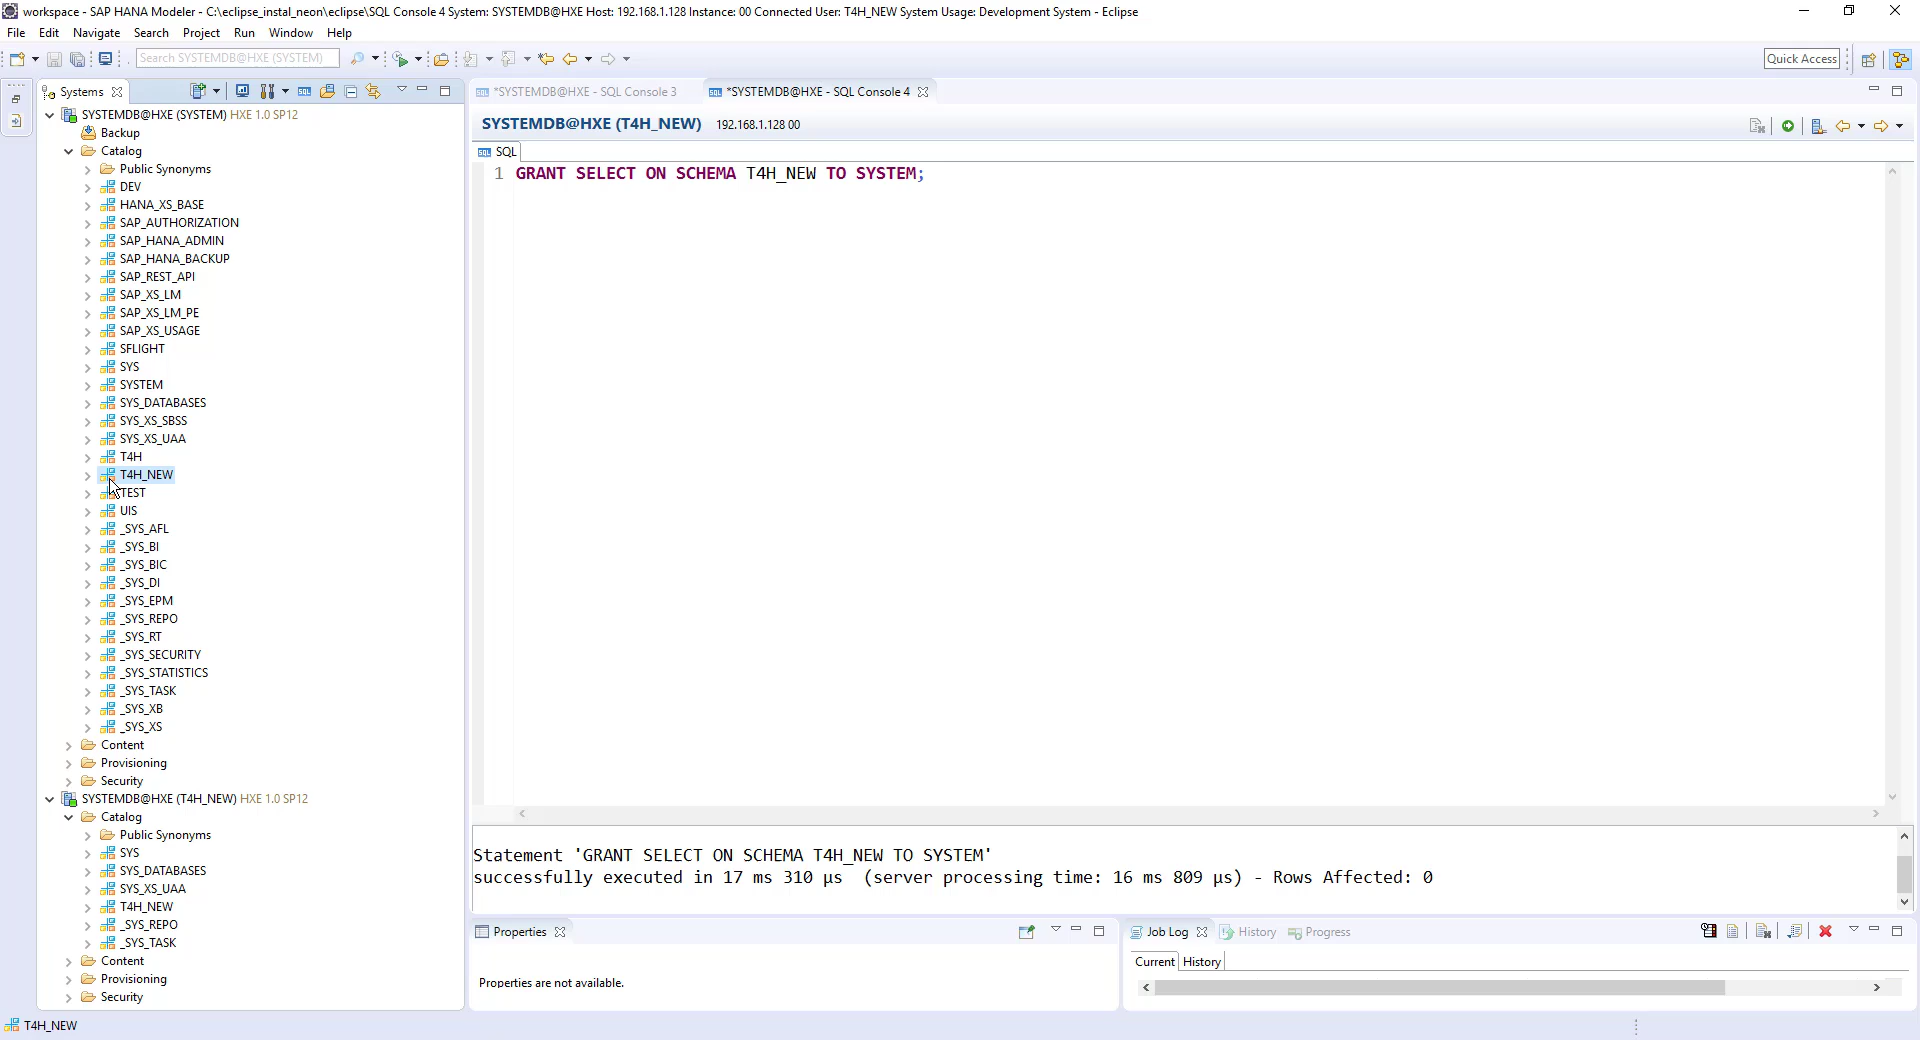 workspace - SAP HANA Modeler - C:\eclipse_instal_neon\eclipse\SQL Console 4 System: SYSTEMDB@HXE Host: 192.168.1.128 Instance: 00 Connected User: T4H_NEW System Usage: Development System - Eclipse
File Edit Navigate Search Project Run Window Help
Search SYSTEMDB@HXE (SYSTEM)
Quick Access
Systems
SYSTEMDB@HXE (SYSTEM) HXE 1.0 SP12
Backup
Catalog
Public Synonyms
DEV
HANA_XS_BASE
SAP_AUTHORIZATION
SAP_HANA_ADMIN
SAP_HANA_BACKUP
SAP_REST_API
SAP_XS_LM
SAP_XS_LM_PE
SAP_XS_USAGE
SFLIGHT
SYS
SYSTEM
SYS_DATABASES
SYS_XS_SBSS
SYS_XS_UAA
T4H
T4H_NEW
TEST
UIS
_SYS_AFL
_SYS_BI
_SYS_BIC
_SYS_DI
_SYS_EPM
_SYS_REPO
_SYS_RT
_SYS_SECURITY
_SYS_STATISTICS
_SYS_TASK
_SYS_XB
_SYS_XS
Content
Provisioning
Security
SYSTEMDB@HXE (T4H_NEW) HXE 1.0 SP12
Catalog
Public Synonyms
SYS
SYS_DATABASES
SYS_XS_UAA
T4H_NEW
_SYS_REPO
_SYS_TASK
Content
Provisioning
Security
*SYSTEMDB@HXE - SQL Console 3
*SYSTEMDB@HXE - SQL Console 4
SYSTEMDB@HXE (T4H_NEW) 192.168.1.128 00
SQL SQL
1 GRANT SELECT ON SCHEMA T4H_NEW TO SYSTEM;
Statement 'GRANT SELECT ON SCHEMA T4H_NEW TO SYSTEM'
successfully executed in 17 ms 310 µs (server processing time: 16 ms 809 µs) - Rows Affected: 0
Properties
Properties are not available.
Job Log History Progress
Current History
T4H_NEW